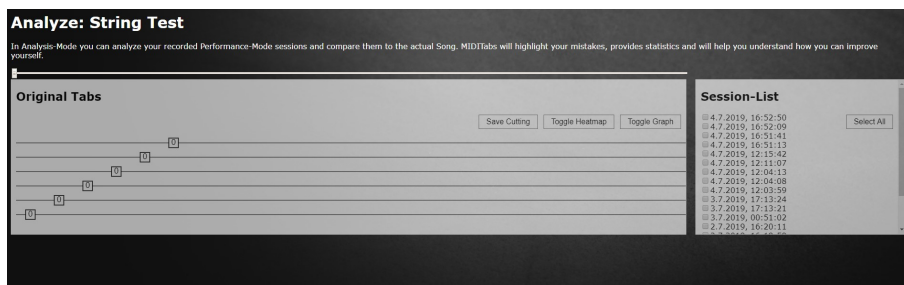 Analyze: String Test
In Analysis-Mode you can analyze your recorded Performance-Mode sessions and compare them to the actual Song. MIDITabs will highlight your mistakes, provides statistics and will help you understand how you can improve
yourself.
Original Tabs
Save Cutting Toggle Heatmap Toggle Graph
0
0
0
0
0
0
Session-List
Select All
4.7.2019, 16:52:50
4.7.2019, 16:52:09
4.7.2019, 16:51:41
4.7.2019, 16:51:13
4.7.2019, 12:15:42
4.7.2019, 12:11:07
4.7.2019, 12:04:13
4.7.2019, 12:04:08
4.7.2019, 12:03:59
3.7.2019, 17:13:24
3.7.2019, 17:13:21
3.7.2019, 00:51:02
2.7.2019, 16:20:11